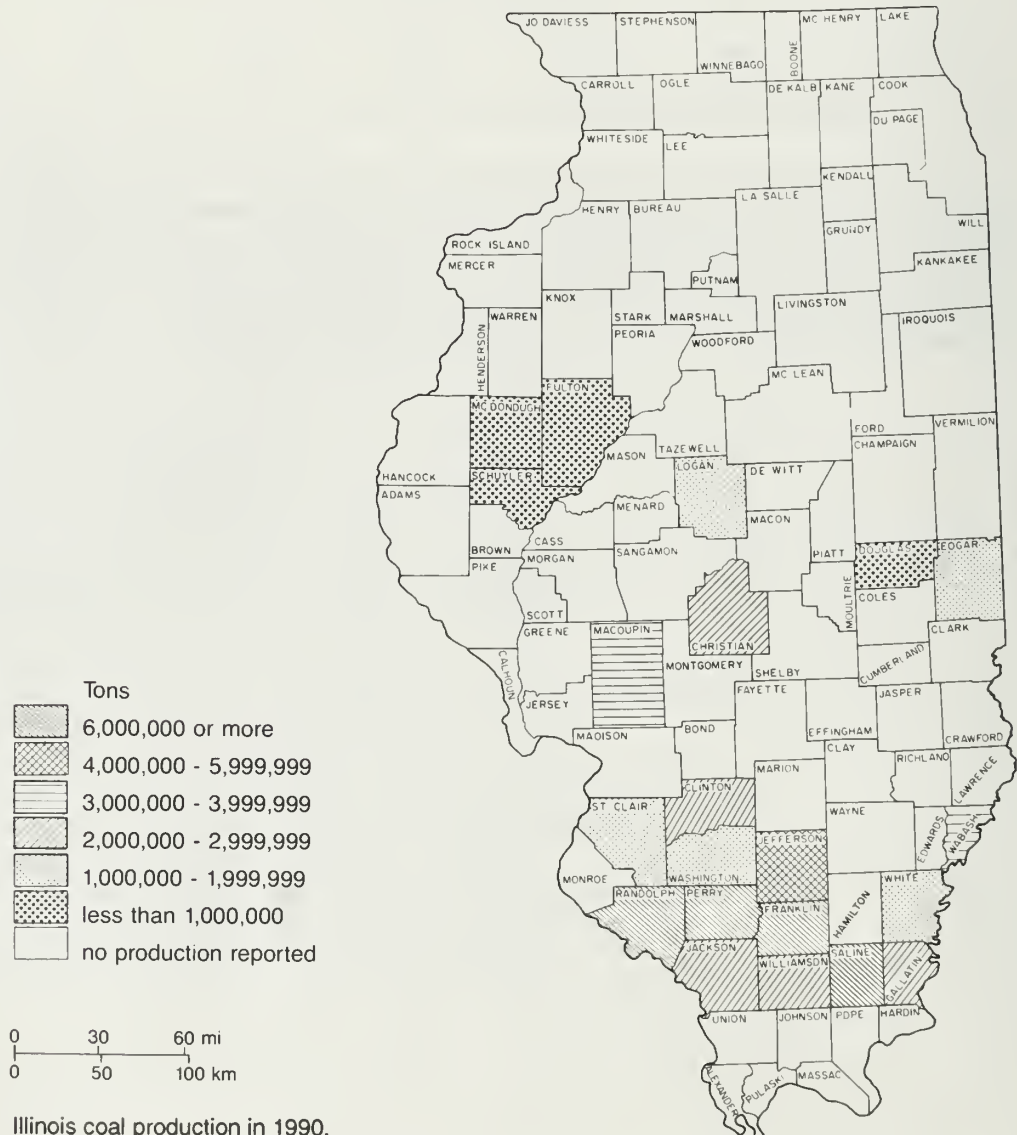 JO DAVIESS STEPHENSON WINNEBAGO BOONE MC HENRY LAKE
CARROLL OGLE DE KALB KANE COOK
DU PAGE
WHITESIDE LEE
KENDALL
LA SALLE
HENRY BUREAU
GRUNDY WILL
ROCK ISLAND
MERCER
KANKAKEE
PUTNAM
KNOX
LIVINGSTON
WARREN STARK MARSHALL IROQUOIS
HENDERSON
PEORIA WOODFORD
MC LEAN
FULTON
MC DONOUGH
FORD VERMILION
CHAMPAIGN
TAZEWELL
MASON
LOGAN DE WITT
HANCOCK SCHUYLER
ADAMS
MENARD MACON
CASS
BROWN MORGAN SANGAMON PIATT DOUGLAS EDGAR
PIKE
MOULTRIE COLES
SCOTT
GREENE MACOUPIN CHRISTIAN CLARK
CALHOUN MONTGOMERY SHELBY CUMBERLAND
FAYETTE JASPER
JERSEY
EFFINGHAM CRAWFORD
MADISON BOND CLAY
RICHLAND LAWRENCE
MARION
CLINTON
ST CLAIR WAYNE
EDWARDS WABASH
JEFFERSON
MONROE WASHINGTON WHITE
RANDOLPH PERRY FRANKLIN HAMILTON
JACKSON WILLIAMSON SALINE GALLATIN
UNION JOHNSON POPE HARDIN
ALEXANDER PULASKI MASSAC
Tons
6,000,000 or more
4,000,000 - 5,999,999
3,000,000 - 3,999,999
2,000,000 - 2,999,999
1,000,000 - 1,999,999
less than 1,000,000
no production reported
0 30 60 mi
0 50 100 km
Illinois coal production in 1990.